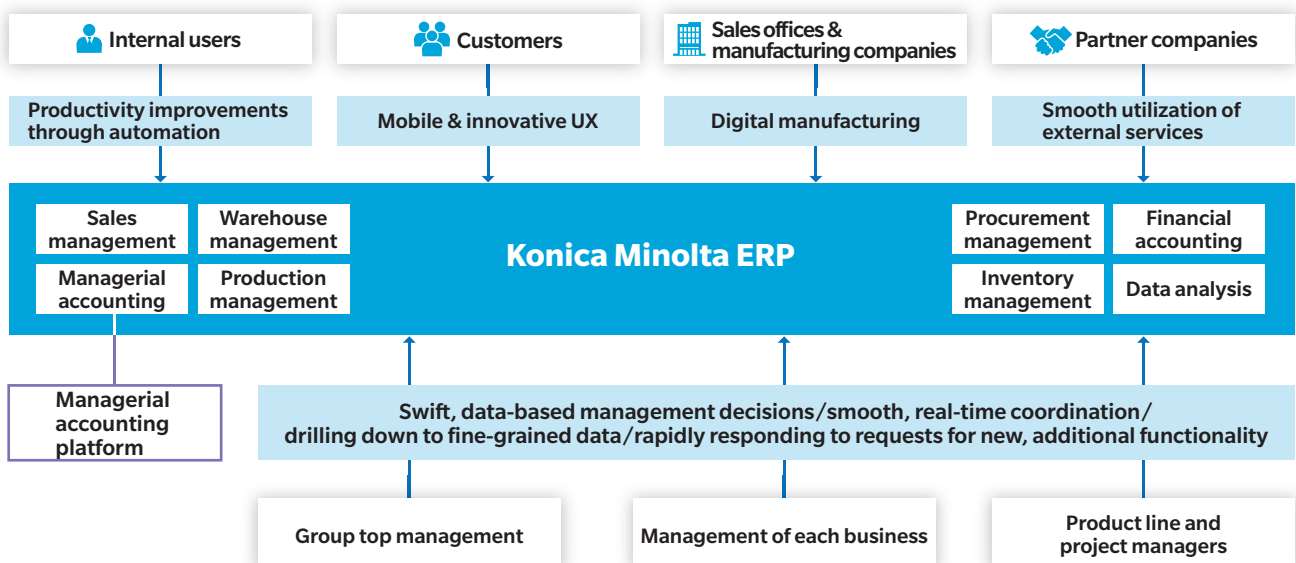 Internal users
Customers
Sales offices &
manufacturing companies
Partner companies
Productivity improvements
through automation
Mobile & innovative UX
Digital manufacturing
Smooth utilization of
external services
Sales
management
Warehouse
management
Managerial
accounting
Production
management
Konica Minolta ERP
Procurement
management
Financial
accounting
Inventory
management
Data analysis
Managerial
accounting
platform
Swift, data-based management decisions/smooth, real-time coordination/
drilling down to fine-grained data/rapidly responding to requests for new, additional functionality
Group top management
Management of each business
Product line and
project managers